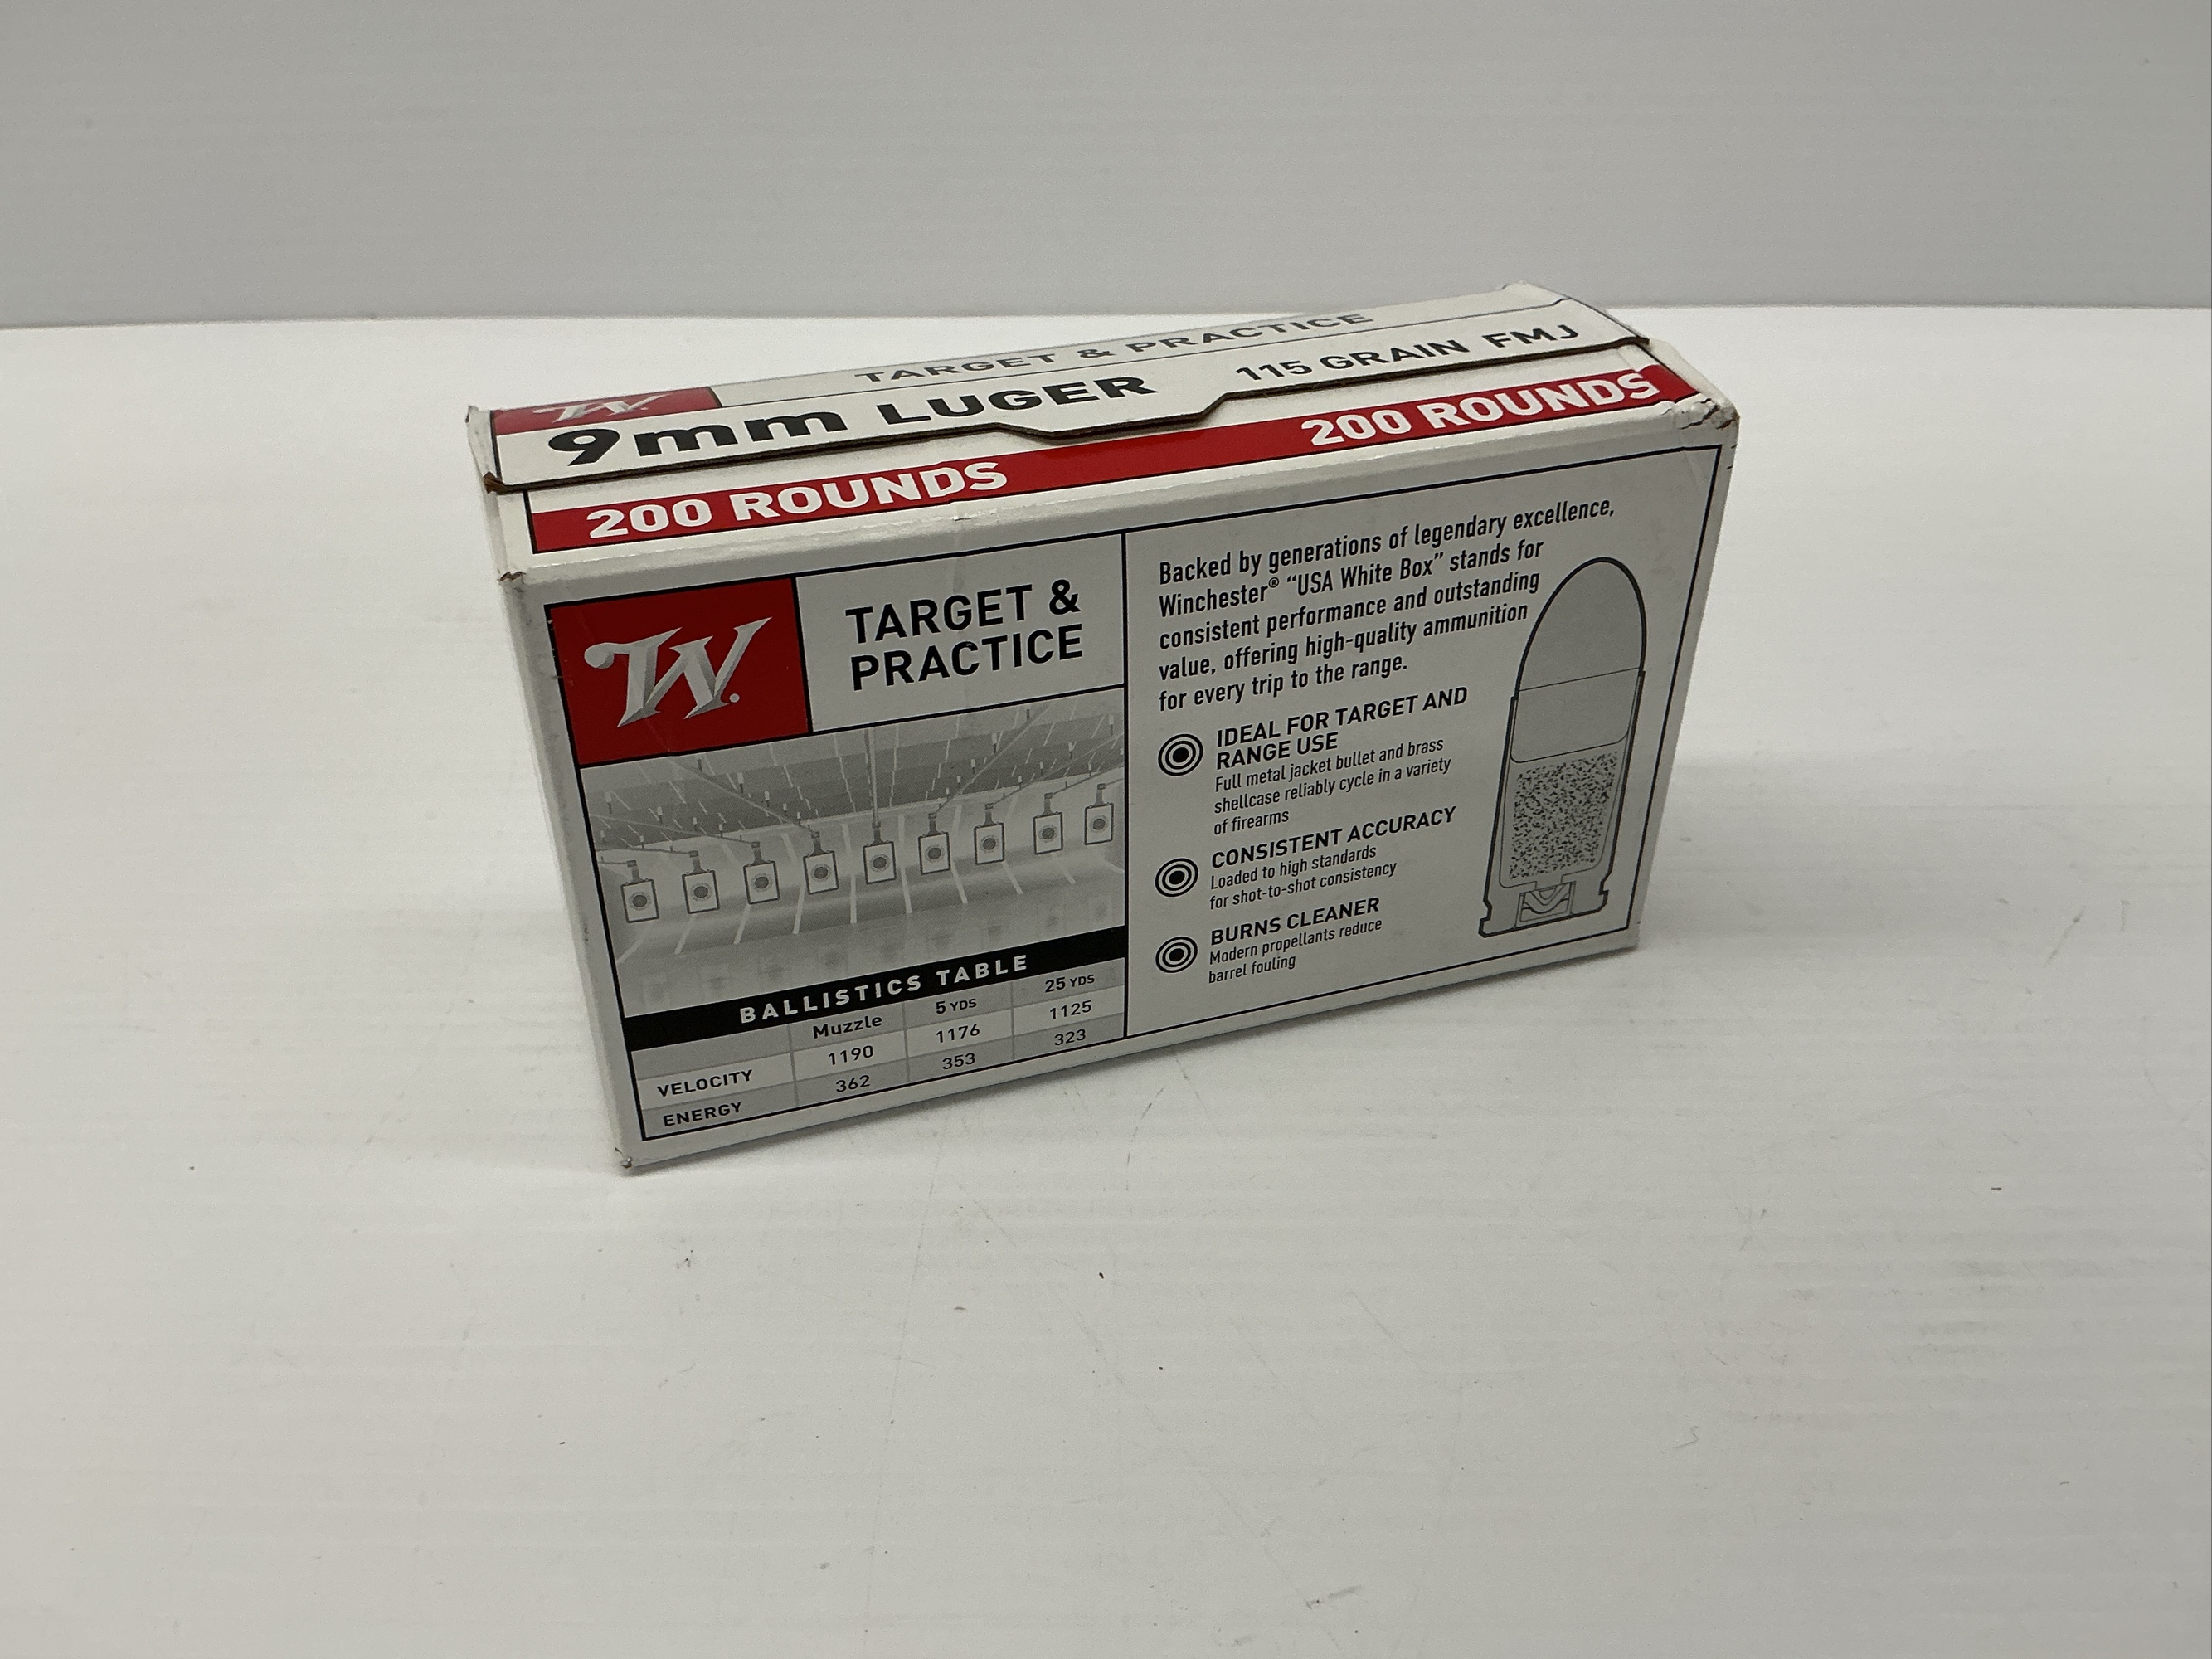 TARGET & PRACTICE
W.
9mm LUGER 115 GRAIN FMJ
200 ROUNDS 200 ROUNDS
W.
TARGET &
PRACTICE
BALLISTICS TABLE
Muzzle 5 YDS 25 YDS
VELOCITY 1190 1176 1125
ENERGY 362 353 323
Backed by generations of legendary excellence,
Winchester® “USA White Box” stands for
consistent performance and outstanding
value, offering high-quality ammunition
for every trip to the range.
IDEAL FOR TARGET AND
RANGE USE
Full metal jacket bullet and brass
shellcase reliably cycle in a variety
of firearms
CONSISTENT ACCURACY
Loaded to high standards
for shot-to-shot consistency
BURNS CLEANER
Modern propellants reduce
barrel fouling